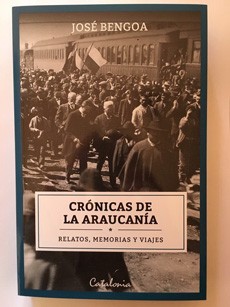 JOSÉ BENGOA
CRÓNICAS DE
LA ARAUCANÍA
RELATOS, MEMORIAS Y VIAJES
Catalonia